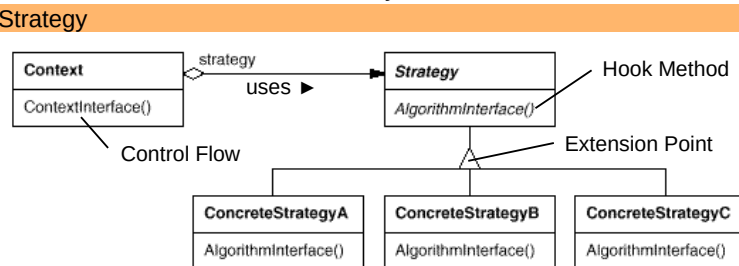 Strategy
strategy
Context
Strategy
Hook Method
uses ►
ContextInterface()
AlgorithmInterface()
Control Flow
Extension Point
ConcreteStrategyA
ConcreteStrategyB
ConcreteStrategyC
AlgorithmInterface()
AlgorithmInterface()
AlgorithmInterface()